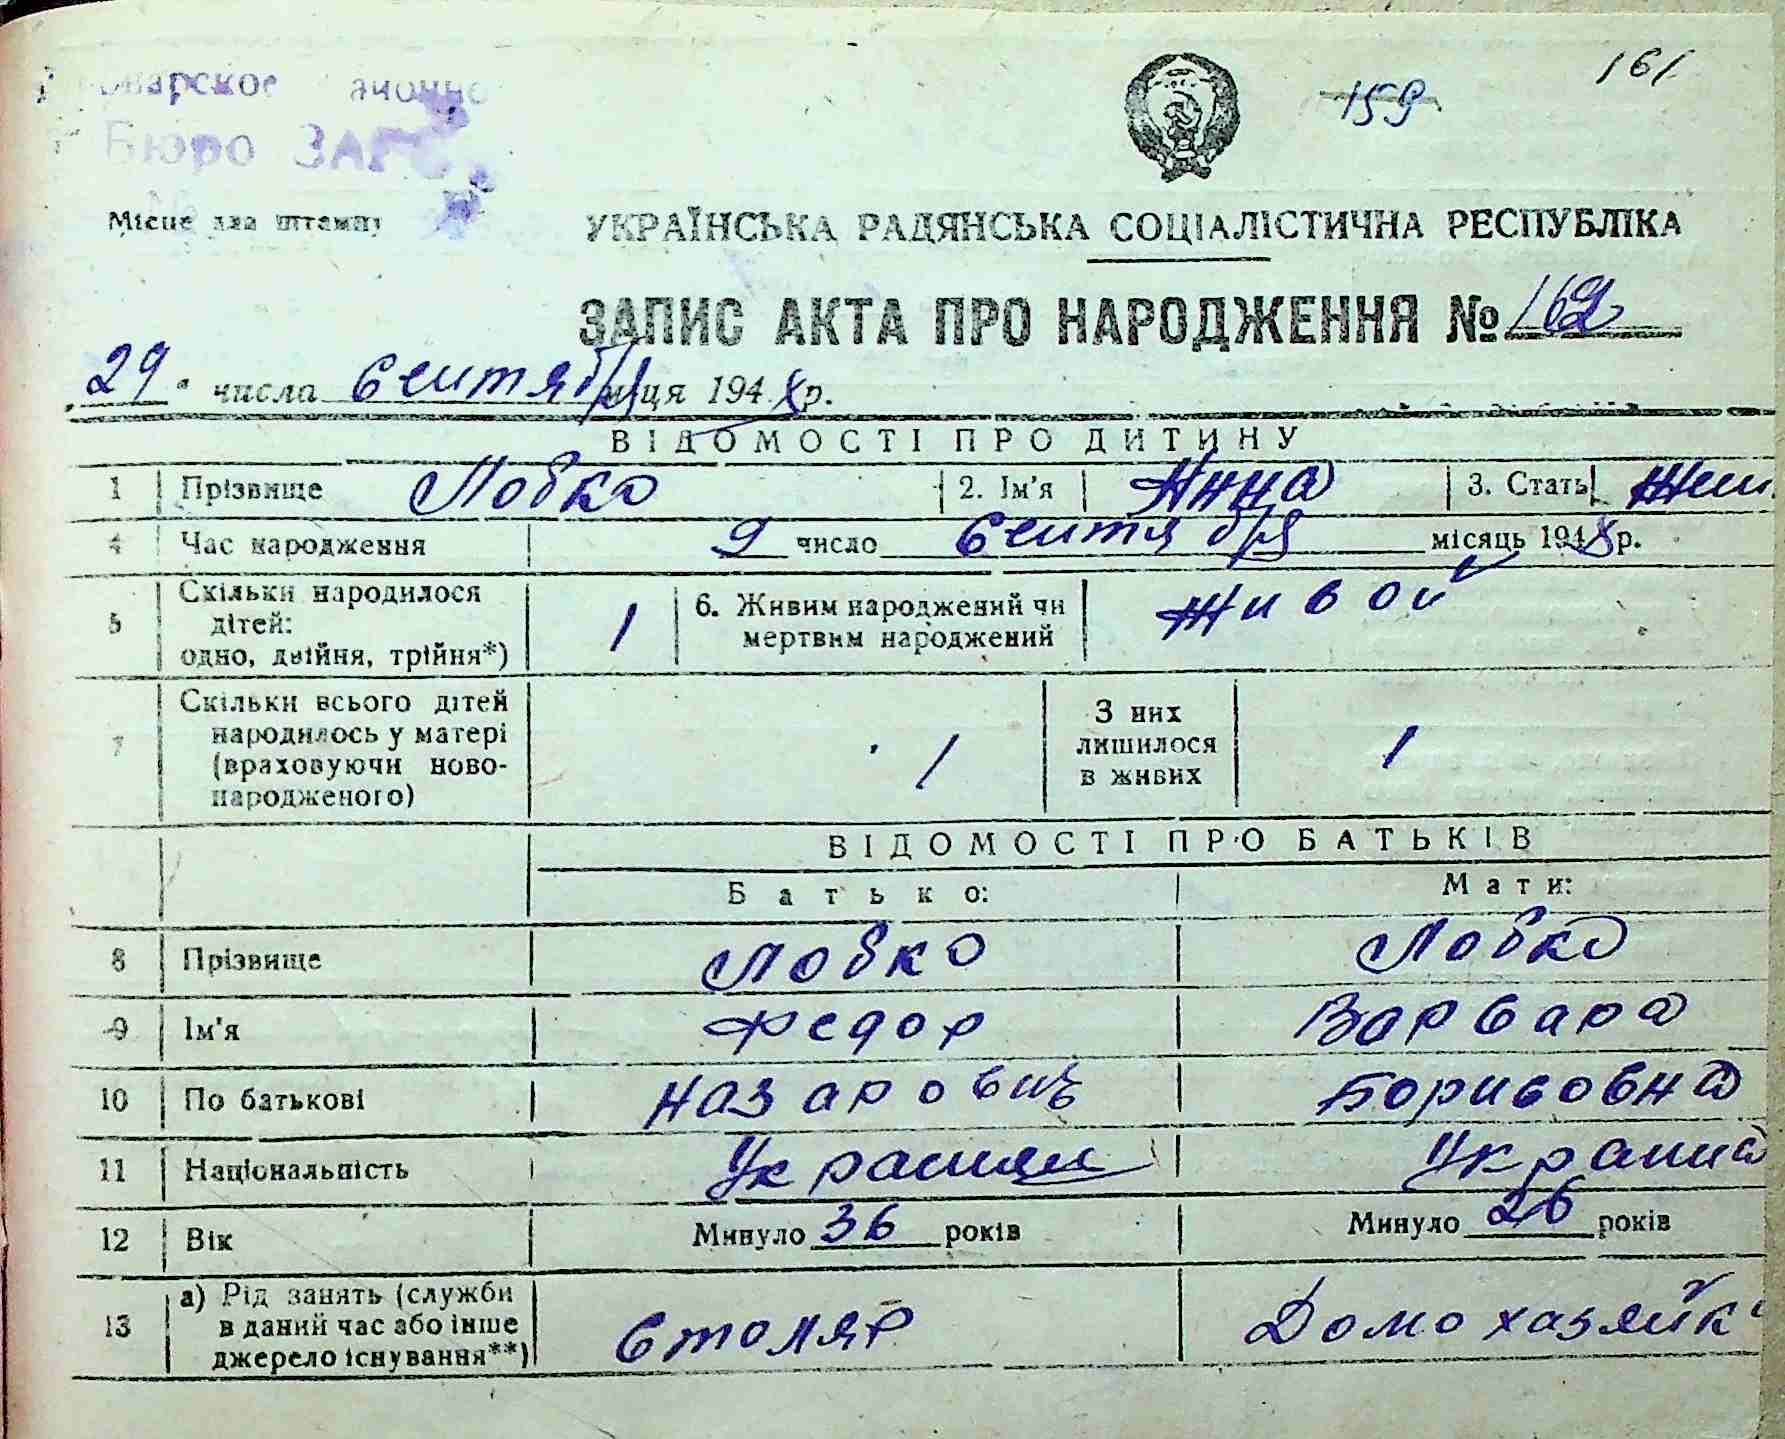 161
159
Бюро ЗАГС
Місце для штампу
УКРАЇНСЬКА РАДЯНСЬКА СОЦІАЛІСТИЧНА РЕСПУБЛІКА
ЗАПИС АКТА ПРО НАРОДЖЕННЯ № 162
„29" числа Сентября місяця 1948 р.
ВІДОМОСТІ ПРО ДИТИНУ
1 Прізвище Лобко 2. Ім'я Анна 3. Стать Жен.
4 Час народження 9 число Сентября місяць 1948 р.
5 Скільки народилося дітей: одно, двійня, трійня*) 1 6. Живим народжений чи мертвим народжений Живой
7 Скільки всього дітей народилось у матері (враховуючи новонародженого) 1 З них лишилося в живих 1
ВІДОМОСТІ ПРО БАТЬКІВ
Батько: Мати:
8 Прізвище Лобко Лобко
9 Ім'я Федор Варвара
10 По батькові Назарович Борисовна
11 Національність Украинец Украин
12 Вік Минуло 36 років Минуло 26 років
13 а) Рід занять (служби в даний час або інше джерело існування**) Столяр Домохазяйк